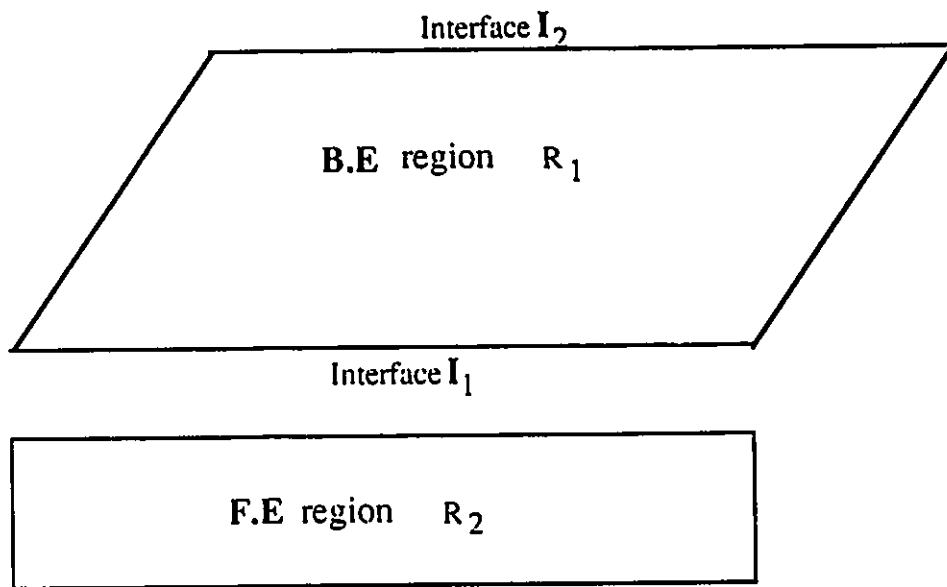 Interface I₂
B.E region R₁
Interface I₁
F.E region R₂